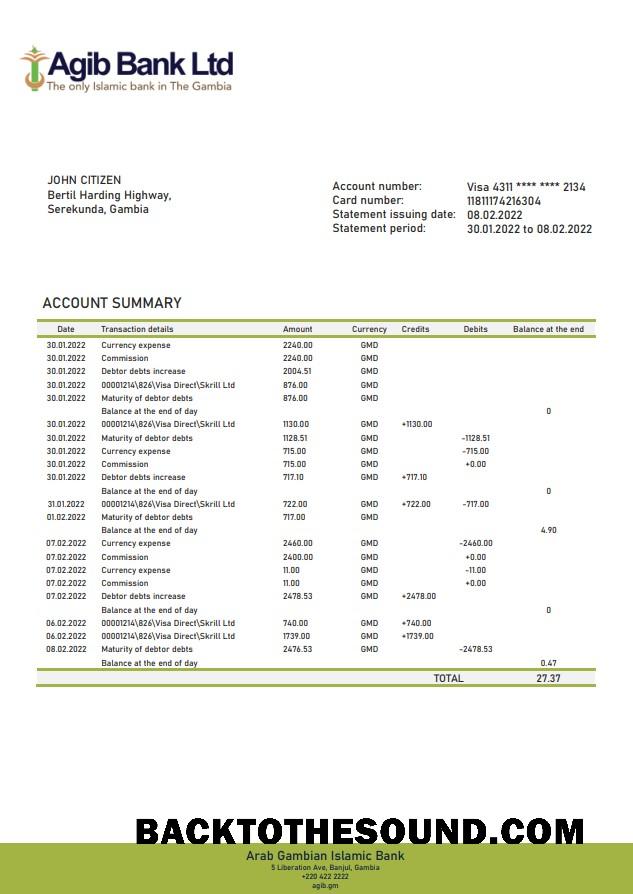 Agib Bank Ltd
The only Islamic bank in The Gambia
JOHN CITIZEN
Bertil Harding Highway,
Serekunda, Gambia
Account number: Visa 4311 **** **** 2134
Card number: 11811174216304
Statement issuing date: 08.02.2022
Statement period: 30.01.2022 to 08.02.2022
ACCOUNT SUMMARY
Date Transaction details Amount Currency Credits Debits Balance at the end
30.01.2022 Currency expense 2240.00 GMD
30.01.2022 Commission 2240.00 GMD
30.01.2022 Debtor debts increase 2004.51 GMD
30.01.2022 00001214\826\Visa Direct\Skrill Ltd 876.00 GMD
30.01.2022 Maturity of debtor debts 876.00 GMD
Balance at the end of day 0
30.01.2022 00001214\826\Visa Direct\Skrill Ltd 1130.00 GMD +1130.00
30.01.2022 Maturity of debtor debts 1128.51 GMD -1128.51
30.01.2022 Currency expense 715.00 GMD -715.00
30.01.2022 Commission 715.00 GMD +0.00
30.01.2022 Debtor debts increase 717.10 GMD +717.10
Balance at the end of day 0
31.01.2022 00001214\826\Visa Direct\Skrill Ltd 722.00 GMD +722.00 -717.00
01.02.2022 Maturity of debtor debts 717.00 GMD
Balance at the end of day 4.90
07.02.2022 Currency expense 2460.00 GMD -2460.00
07.02.2022 Commission 2400.00 GMD +0.00
07.02.2022 Currency expense 11.00 GMD -11.00
07.02.2022 Commission 11.00 GMD +0.00
07.02.2022 Debtor debts increase 2478.53 GMD +2478.00
Balance at the end of day 0
06.02.2022 00001214\826\Visa Direct\Skrill Ltd 740.00 GMD +740.00
06.02.2022 00001214\826\Visa Direct\Skrill Ltd 1739.00 GMD +1739.00
08.02.2022 Maturity of debtor debts 2476.53 GMD -2478.53
Balance at the end of day 0.47
TOTAL 27.37
BACKTOTHESOUND.COM
Arab Gambian Islamic Bank
5 Liberation Ave, Banjul, Gambia
+220 422 2222
agib.gm